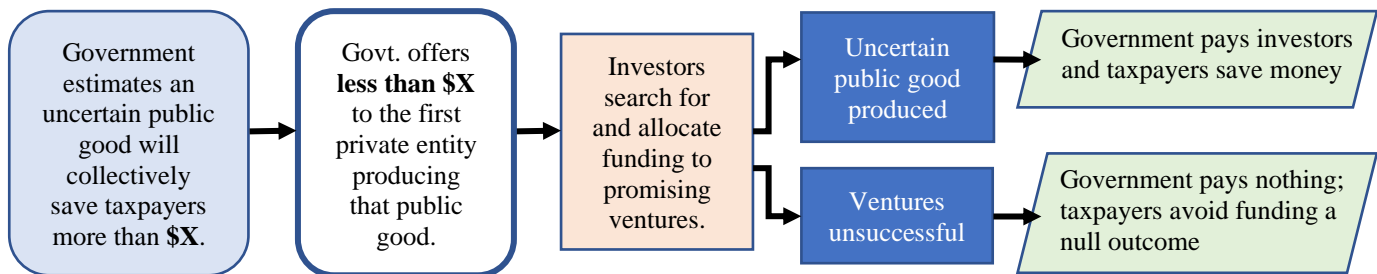 Government
estimates an
uncertain public
good will
collectively
save taxpayers
more than $X.
Govt. offers
less than $X
to the first
private entity
producing
that public
good.
Investors
search for
and allocate
funding to
promising
ventures.
Uncertain
public good
produced
Government pays investors
and taxpayers save money
Ventures
unsuccessful
Government pays nothing;
taxpayers avoid funding a
null outcome